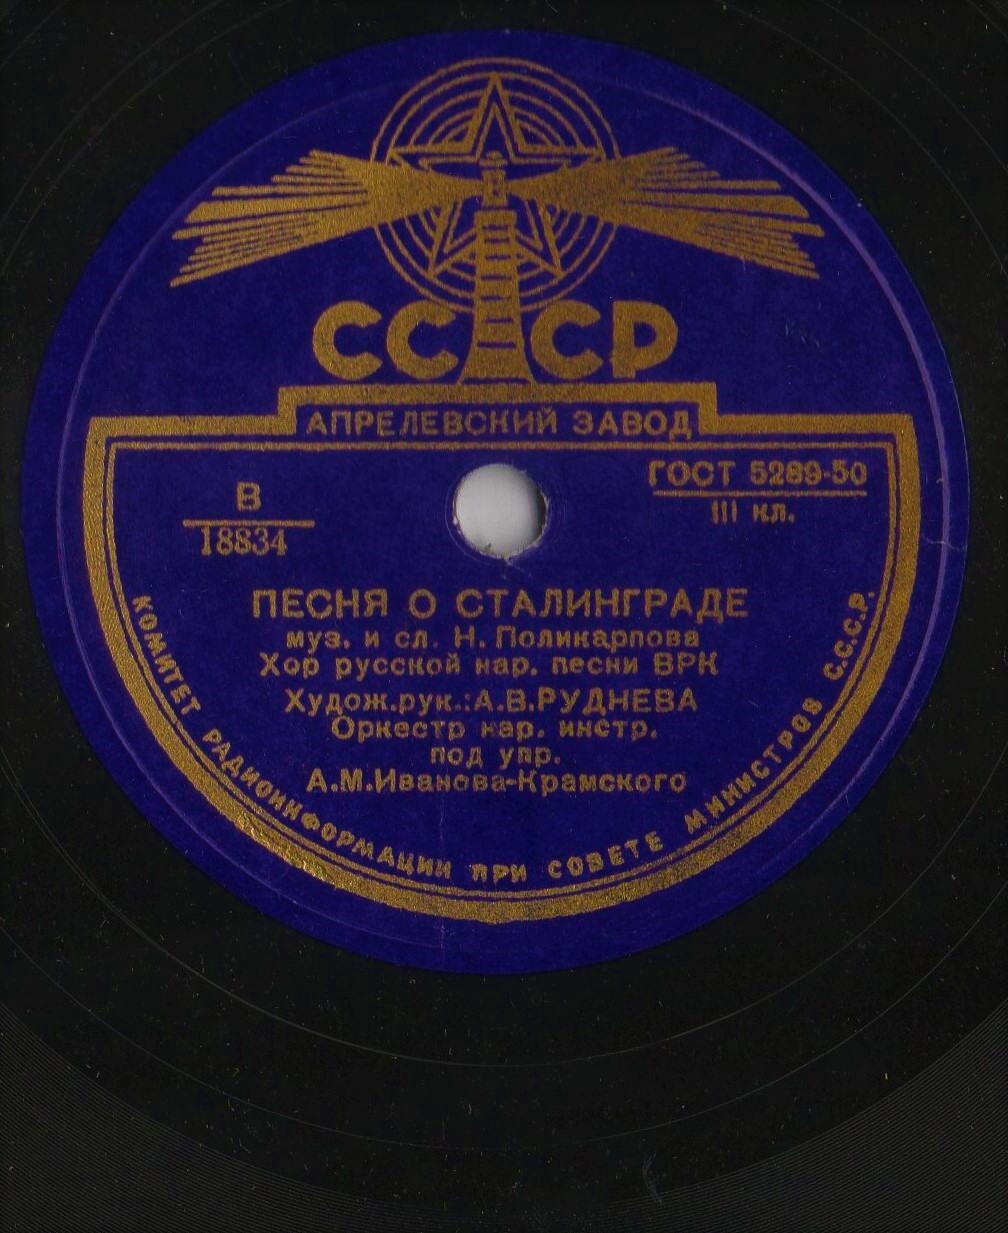 СССР
АПРЕЛЕВСКИЙ ЗАВОД
В
18834
ГОСТ 5289-50
III кл.
ПЕСНЯ О СТАЛИНГРАДЕ
муз. и сл. Н. Поликарпова
Хор русской нар. песни ВРК
Худож.рук.:А.В.РУДНЕВА
Оркестр нар. инстр.
под упр.
А.М.Иванова-Крамского
КОМИТЕТ РАДИОИНФОРМАЦИИ ПРИ СОВЕТЕ МИНИСТРОВ С.С.С.Р.